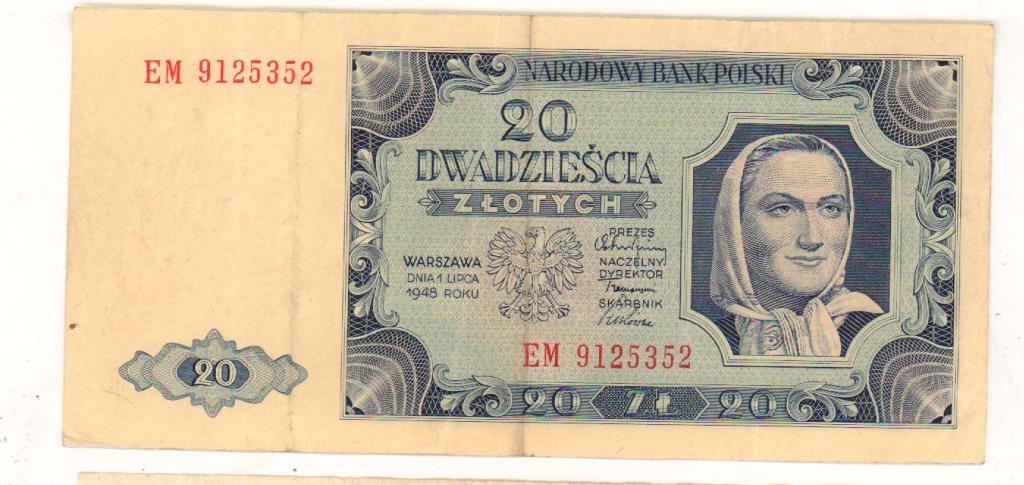 EM 9125352
NARODOWY BANK POLSKI
20
DWADZIEŚCIA
ZŁOTYCH
WARSZAWA
DNIA 1 LIPCA
1948 ROKU
PREZES
NACZELNY
DYREKTOR
SKARBNIK
EM 9125352
20
20 ZŁ 20